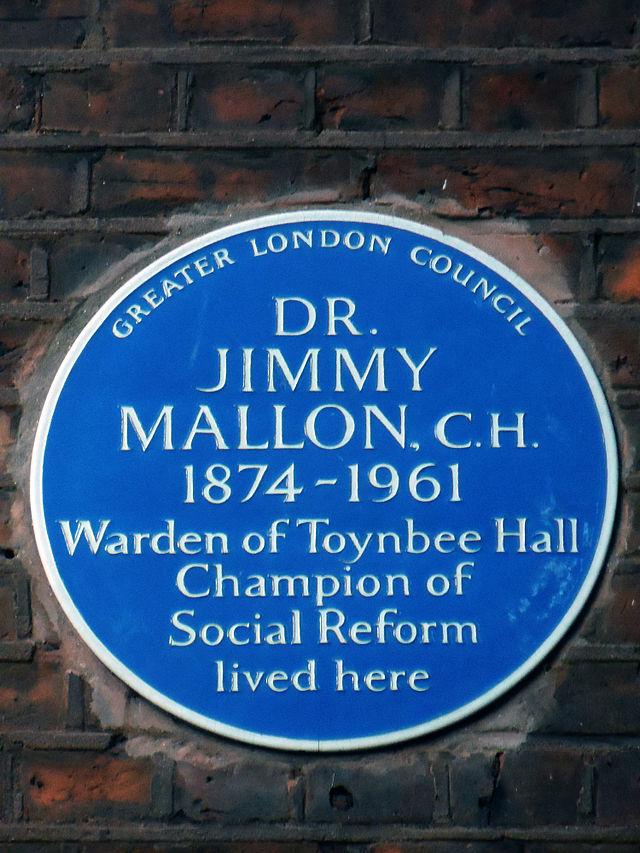 GREATER LONDON COUNCIL
DR.
JIMMY
MALLON, C.H.
1874-1961
Warden of Toynbee Hall
Champion of
Social Reform
lived here